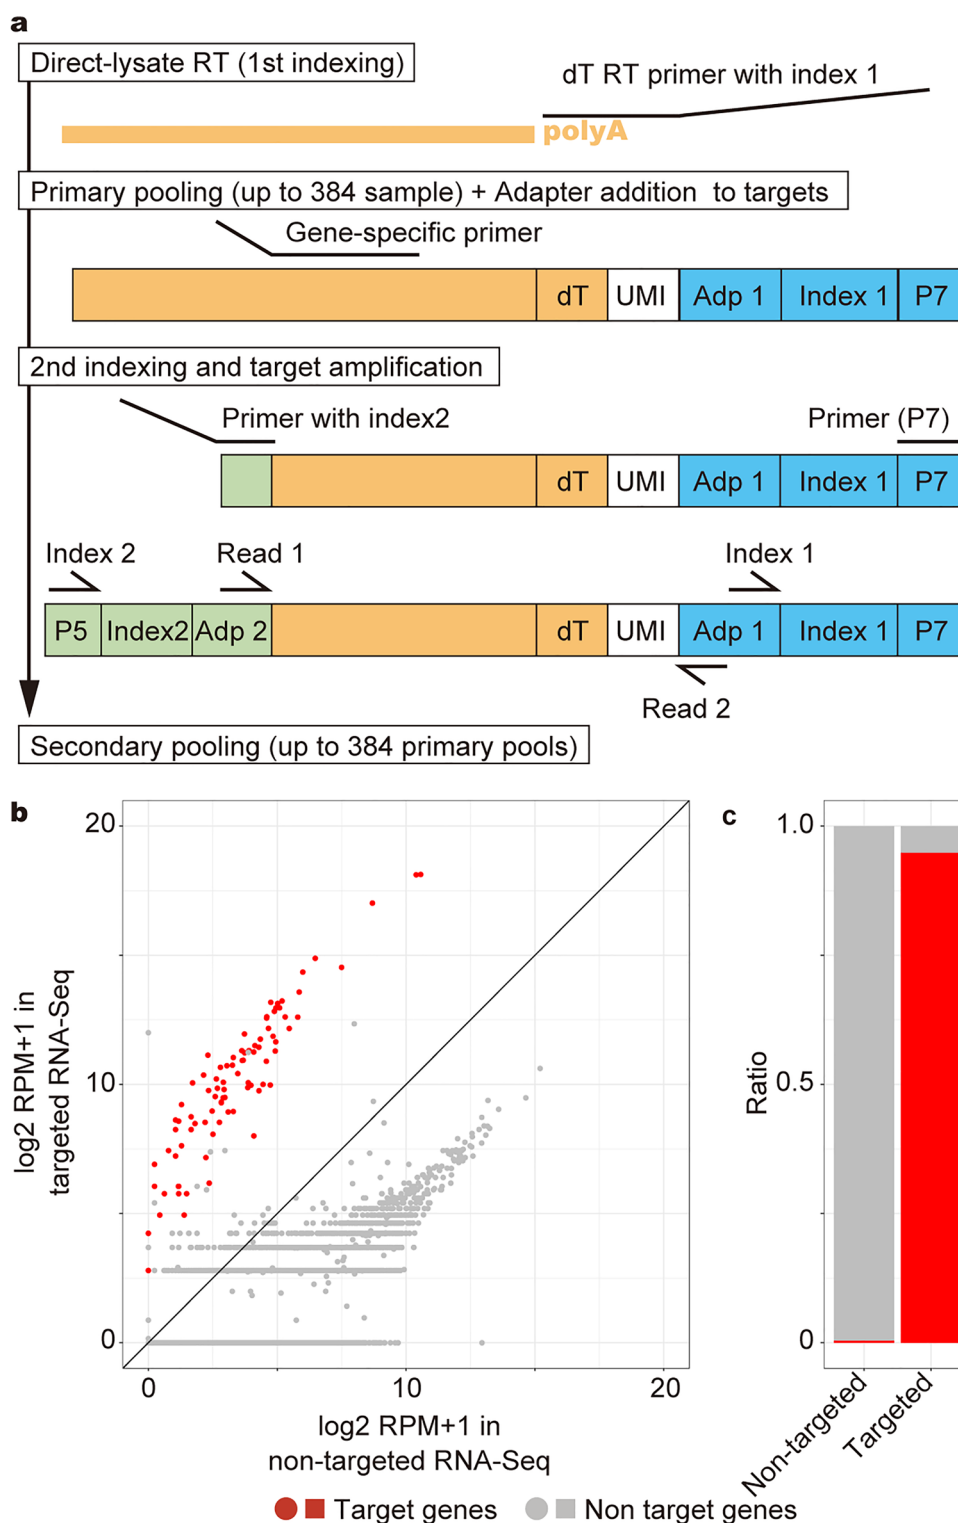 a
Direct-lysate RT (1st indexing)
dT RT primer with index 1
polyA
Primary pooling (up to 384 sample) + Adapter addition to targets
Gene-specific primer
dT UMI Adp 1 Index 1 P7
2nd indexing and target amplification
Primer with index2 Primer (P7)
dT UMI Adp 1 Index 1 P7
Index 2 Read 1 Index 1
P5 Index2 Adp 2 dT UMI Adp 1 Index 1 P7
Read 2
Secondary pooling (up to 384 primary pools)
b
log2 RPM+1 in
targeted RNA-Seq
20
10
0
0 10 20
log2 RPM+1 in
non-targeted RNA-Seq
c
Ratio
1.0
0.5
0
Non-targeted
Targeted
Target genes Non target genes